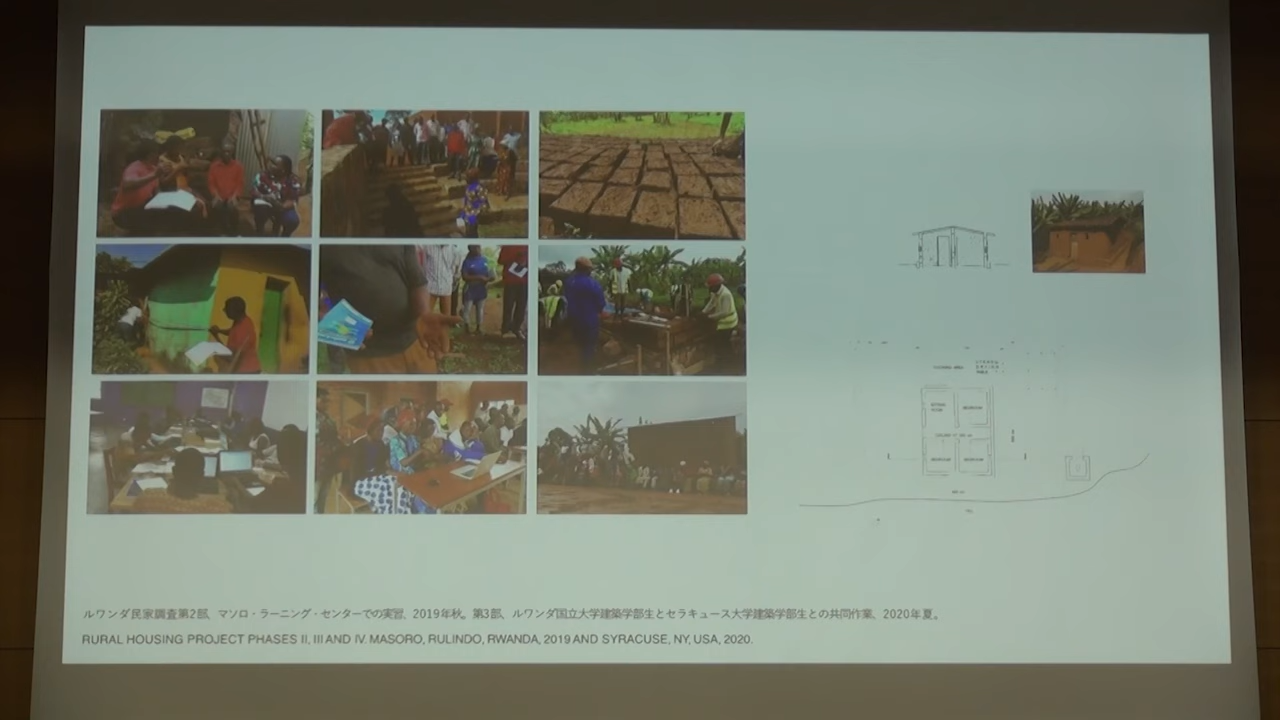 BEDROOM
BEDROOM
BEDROOM
ルワンダ民家調査第2部、マソロ・ラーニング・センターでの実習、2019年秋。第3部、ルワンダ国立大学建築学部生とセラキュース大学建築学部生との共同作業、2020年夏。
RURAL HOUSING PROJECT PHASES II, III AND IV. MASORO, RULINDO, RWANDA, 2019 AND SYRACUSE, NY, USA, 2020.